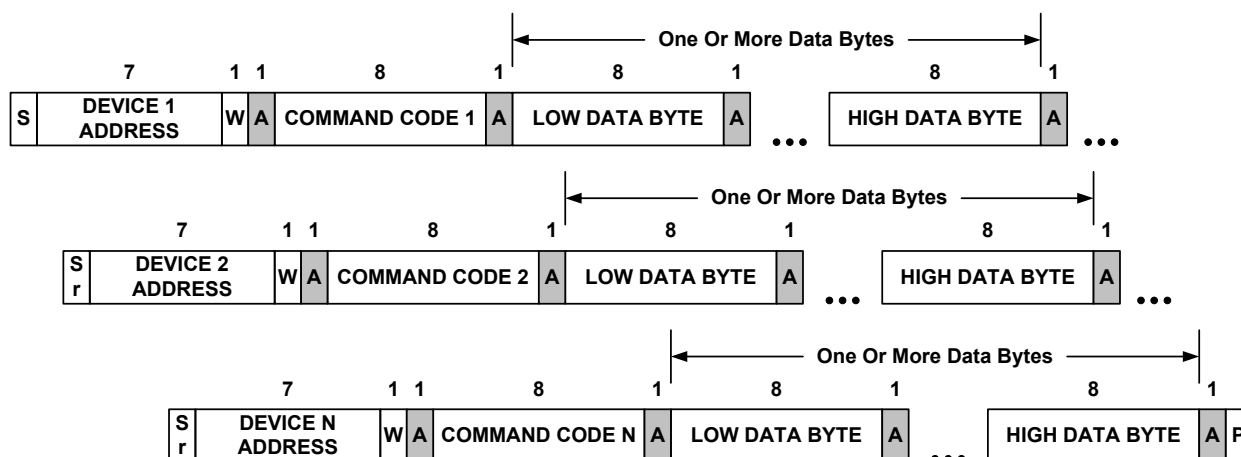 One Or More Data Bytes
7 1 1 8 1 8 1 8 1
S DEVICE 1 ADDRESS W A COMMAND CODE 1 A LOW DATA BYTE A ••• HIGH DATA BYTE A •••
One Or More Data Bytes
7 1 1 8 1 8 1 8 1
Sr DEVICE 2 ADDRESS W A COMMAND CODE 2 A LOW DATA BYTE A ••• HIGH DATA BYTE A •••
One Or More Data Bytes
7 1 1 8 1 8 1 8 1
Sr DEVICE N ADDRESS W A COMMAND CODE N A LOW DATA BYTE A ••• HIGH DATA BYTE A P